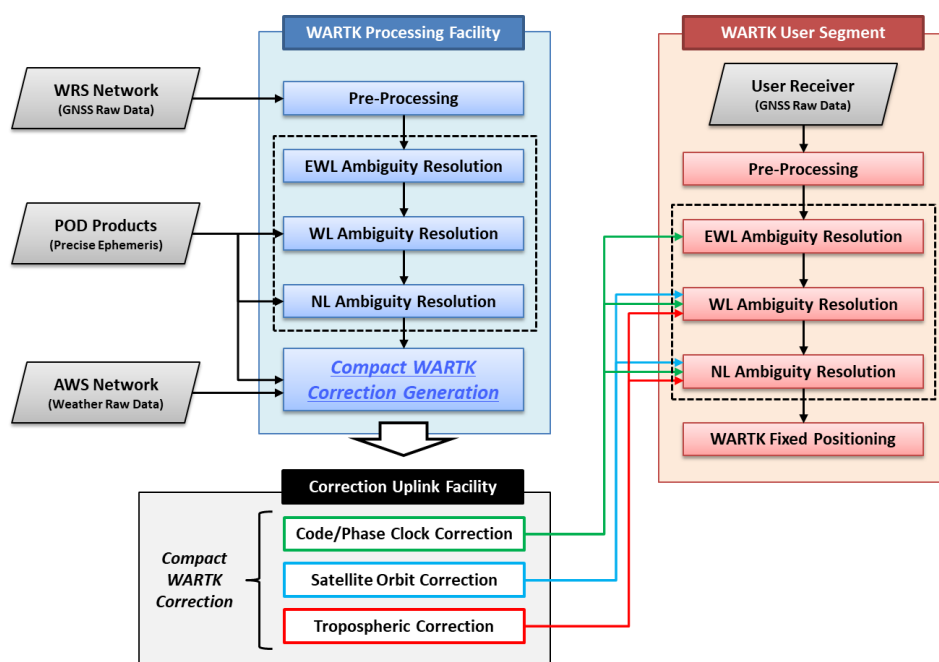 WARTK Processing Facility
WRS Network
(GNSS Raw Data)
Pre-Processing
EWL Ambiguity Resolution
POD Products
(Precise Ephemeris)
WL Ambiguity Resolution
NL Ambiguity Resolution
AWS Network
(Weather Raw Data)
Compact WARTK
Correction Generation
Correction Uplink Facility
Compact
WARTK
Correction
Code/Phase Clock Correction
Satellite Orbit Correction
Tropospheric Correction
WARTK User Segment
User Receiver
(GNSS Raw Data)
Pre-Processing
EWL Ambiguity Resolution
WL Ambiguity Resolution
NL Ambiguity Resolution
WARTK Fixed Positioning